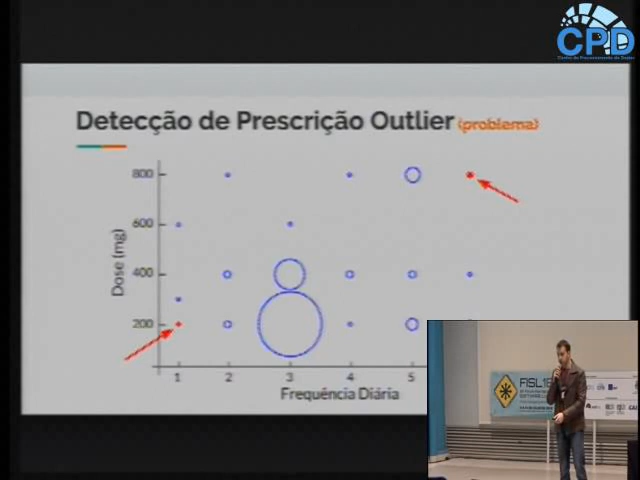 CPD
Centro de Processamento de Dados
Detecção de Prescrição Outlier (problema)
800
600
400
200
Dose (mg)
1 2 3 4 5
Frequência Diária
FISL18